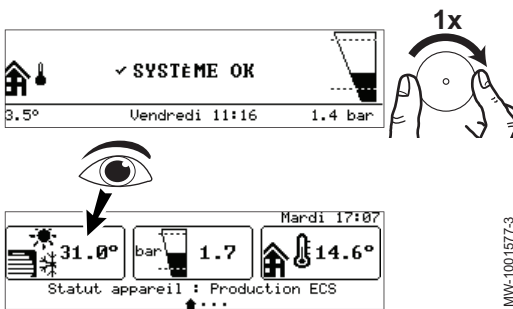 1x
✓ SYSTèME OK
3.5° Vendredi 11:16 1.4 bar
Mardi 17:07
31.0° bar 1.7 14.6°
Statut appareil : Production ECS
MW-1001577-3